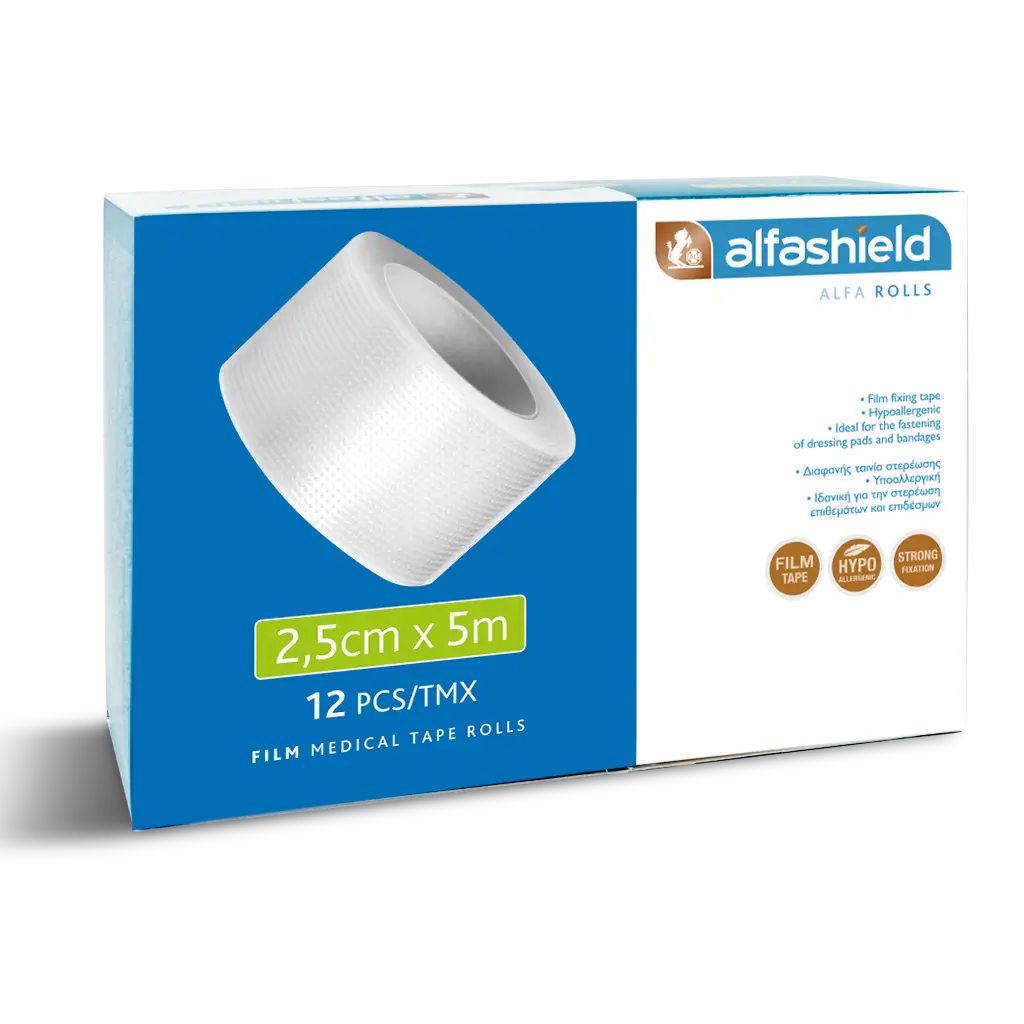 alfashield
alfashield
ALFA ROLLS
• Film fixing tape
• Hypoallergenic
• Ideal for the fastening
of dressing pads and bandages
• Διαφανής ταινία στερέωσης
• Υποαλλεργική
• Ιδανική για την στερέωση
επιθεμάτων και επιδέσμων
FILM
TAPE
HYPO
ALLERGENIC
STRONG
FIXATION
2,5cm x 5m
12 PCS/TMX
FILM MEDICAL TAPE ROLLS